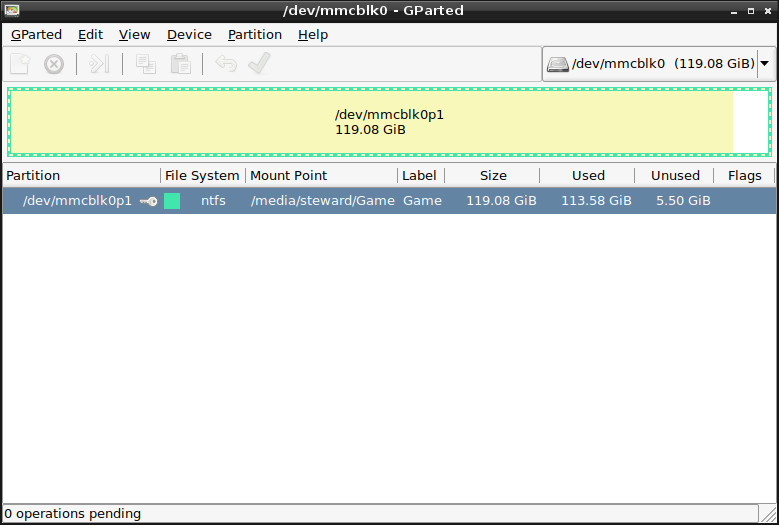 /dev/mmcblk0 - GParted
GParted Edit View Device Partition Help
/dev/mmcblk0 (119.08 GiB)
/dev/mmcblk0p1
119.08 GiB
Partition File System Mount Point Label Size Used Unused Flags
/dev/mmcblk0p1 ntfs /media/steward/Game Game 119.08 GiB 113.58 GiB 5.50 GiB
0 operations pending